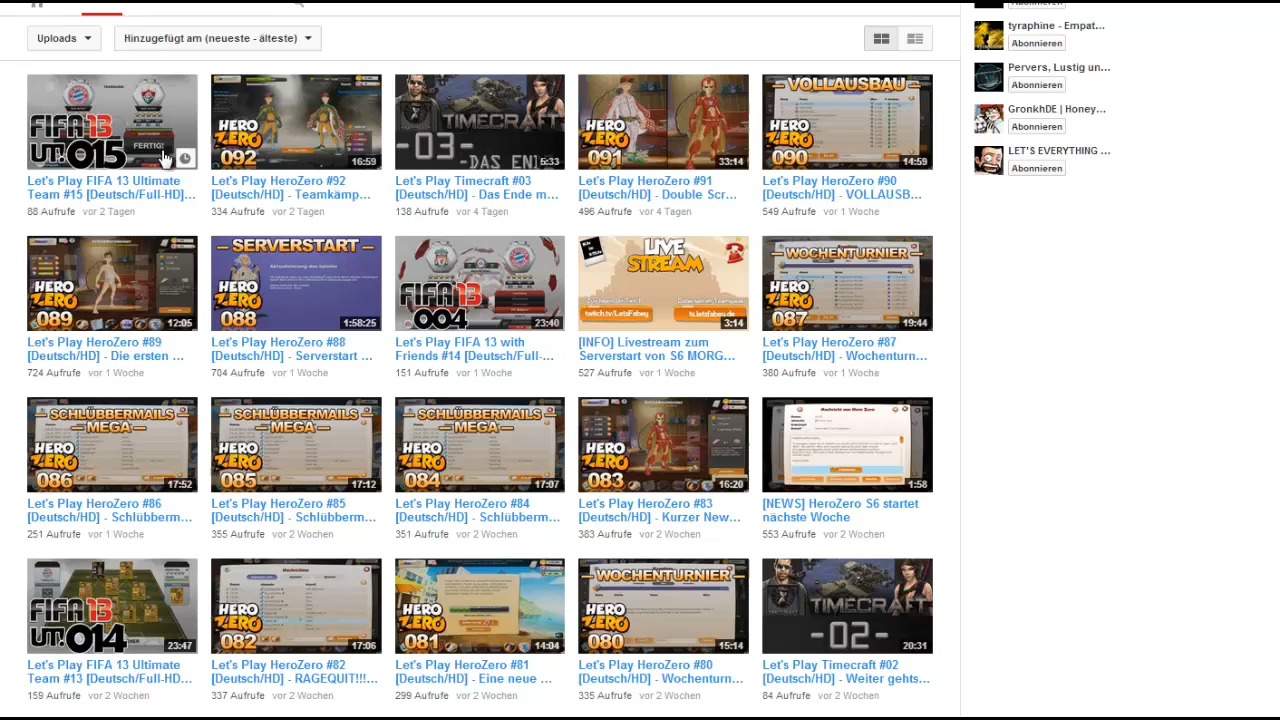 Uploads
Hinzugefügt am (neueste - älteste)
tyraphine - Empat...
Abonnieren
Pervers, Lustig un...
Abonnieren
GronkhDE | Honey...
Abonnieren
LET'S EVERYTHING ...
Abonnieren
FIFA 13
UT: 015
FERTIG!
HERO
ZERO
092
16:59
TIMECRAFT
-03-
DAS EN
5:33
HERO
ZERO
091
33:14
VOLLAUSBAU
HERO
ZERO
090
14:59
Let's Play FIFA 13 Ultimate
Team #15 [Deutsch/Full-HD]...
88 Aufrufe vor 2 Tagen
Let's Play HeroZero #92
[Deutsch/HD] - Teamkämp...
334 Aufrufe vor 2 Tagen
Let's Play Timecraft #03
[Deutsch/HD] - Das Ende m...
138 Aufrufe vor 4 Tagen
Let's Play HeroZero #91
[Deutsch/HD] - Double Scr...
496 Aufrufe vor 4 Tagen
Let's Play HeroZero #90
[Deutsch/HD] - VOLLAUSB...
549 Aufrufe vor 1 Woche
HERO
ZERO
089
12:05
SERVERSTART
HERO
ZERO
088
1:58:25
FIFA 13
004
23:40
LIVE
STREAM
twitch.tv/LetsFabey
ts.letsfabey.de
3:14
WOCHENTURNIER
HERO
ZERO
087
19:44
Let's Play HeroZero #89
[Deutsch/HD] - Die ersten ...
724 Aufrufe vor 1 Woche
Let's Play HeroZero #88
[Deutsch/HD] - Serverstart ...
704 Aufrufe vor 1 Woche
Let's Play FIFA 13 with
Friends #14 [Deutsch/Full-...
151 Aufrufe vor 1 Woche
[INFO] Livestream zum
Serverstart von S6 MORG...
527 Aufrufe vor 1 Woche
Let's Play HeroZero #87
[Deutsch/HD] - Wochenturn...
380 Aufrufe vor 1 Woche
SCHLÜBBERMAILS
MEGA
HERO
ZERO
086
17:52
SCHLÜBBERMAILS
MEGA
HERO
ZERO
085
17:12
SCHLÜBBERMAILS
MEGA
HERO
ZERO
084
17:07
HERO
ZERO
083
16:20
1:58
Let's Play HeroZero #86
[Deutsch/HD] - Schlübberm...
251 Aufrufe vor 1 Woche
Let's Play HeroZero #85
[Deutsch/HD] - Schlübberm...
355 Aufrufe vor 2 Wochen
Let's Play HeroZero #84
[Deutsch/HD] - Schlübberm...
351 Aufrufe vor 2 Wochen
Let's Play HeroZero #83
[Deutsch/HD] - Kurzer New...
383 Aufrufe vor 2 Wochen
[NEWS] HeroZero S6 startet
nächste Woche
553 Aufrufe vor 2 Wochen
FIFA 13
UT: 014
23:47
HERO
ZERO
082
17:06
HERO
ZERO
081
14:04
WOCHENTURNIER
HERO
ZERO
080
15:14
TIMECRAFT
-02-
20:31
Let's Play FIFA 13 Ultimate
Team #13 [Deutsch/Full-HD...
159 Aufrufe vor 2 Wochen
Let's Play HeroZero #82
[Deutsch/HD] - RAGEQUIT!!!...
337 Aufrufe vor 2 Wochen
Let's Play HeroZero #81
[Deutsch/HD] - Eine neue ...
299 Aufrufe vor 2 Wochen
Let's Play HeroZero #80
[Deutsch/HD] - Wochenturn...
335 Aufrufe vor 2 Wochen
Let's Play Timecraft #02
[Deutsch/HD] - Weiter gehts...
84 Aufrufe vor 2 Wochen